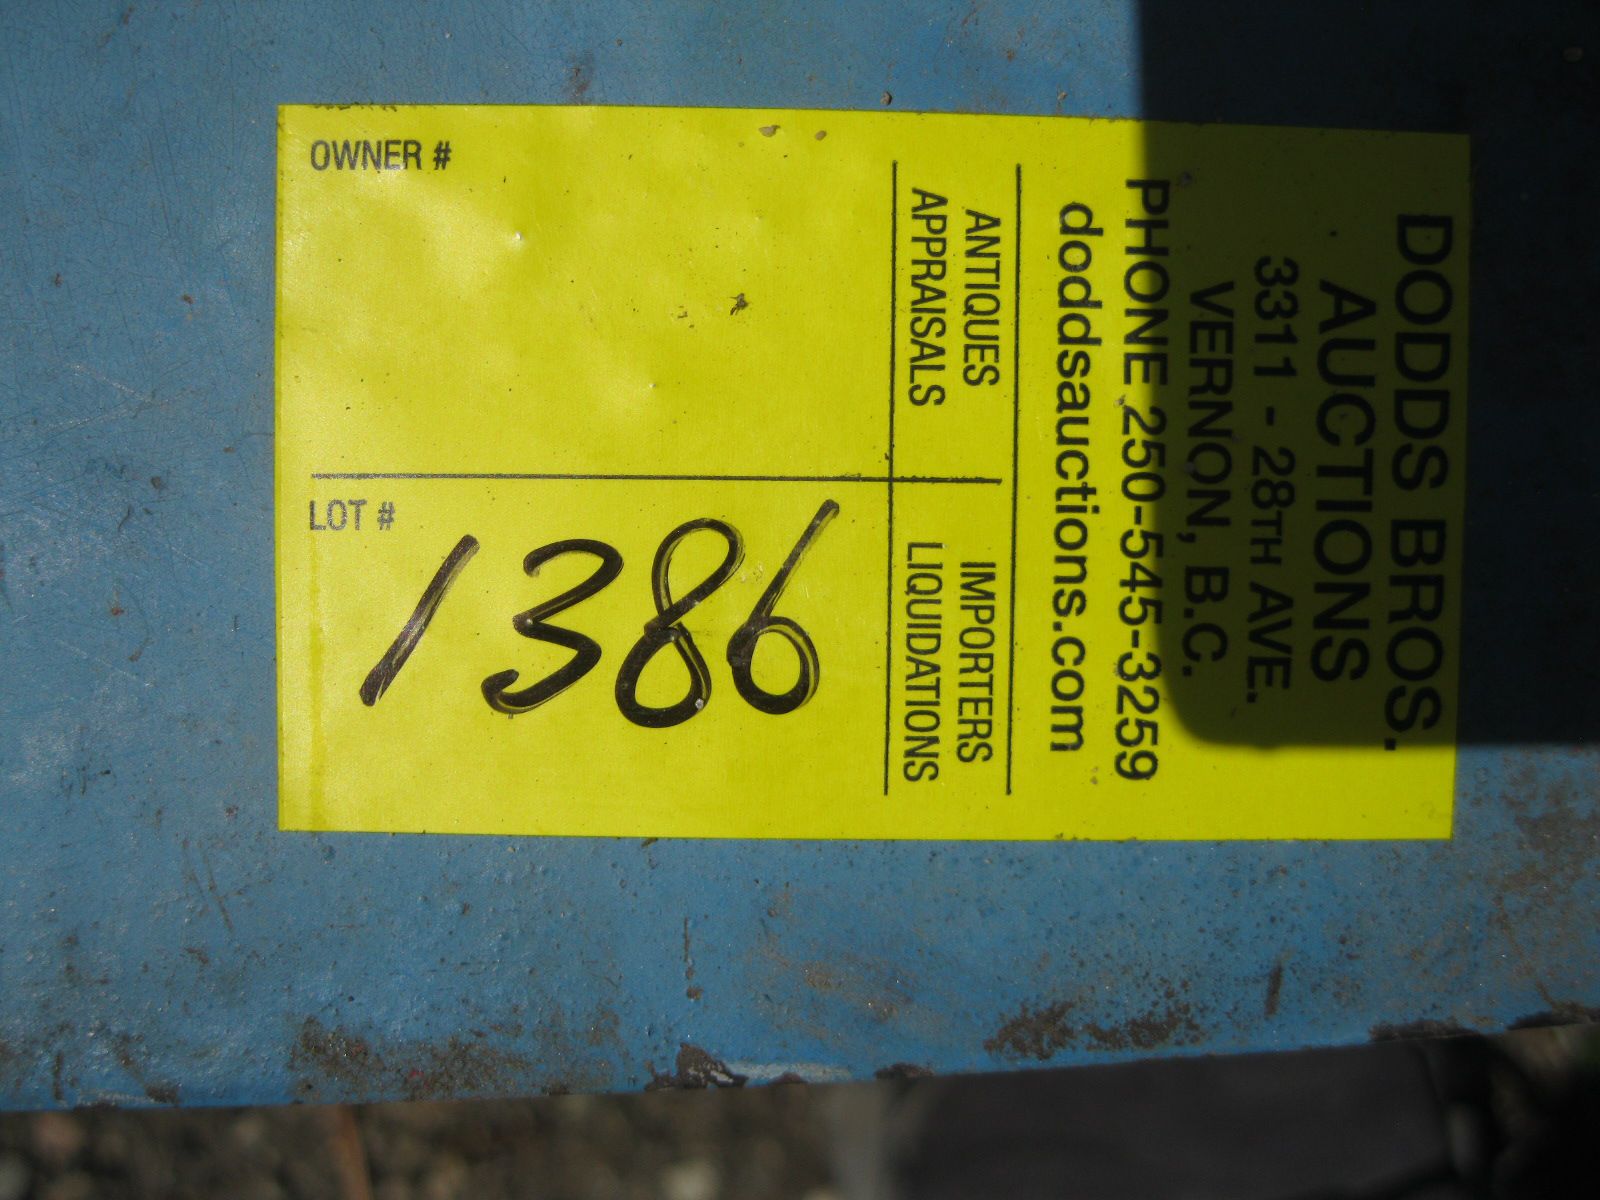 DODDS BROS.
AUCTIONS
3311 - 28TH AVE.
VERNON, B.C.
PHONE 250-545-3259
doddsauctions.com
ANTIQUES IMPORTERS
APPRAISALS LIQUIDATIONS
OWNER #
LOT #
1386